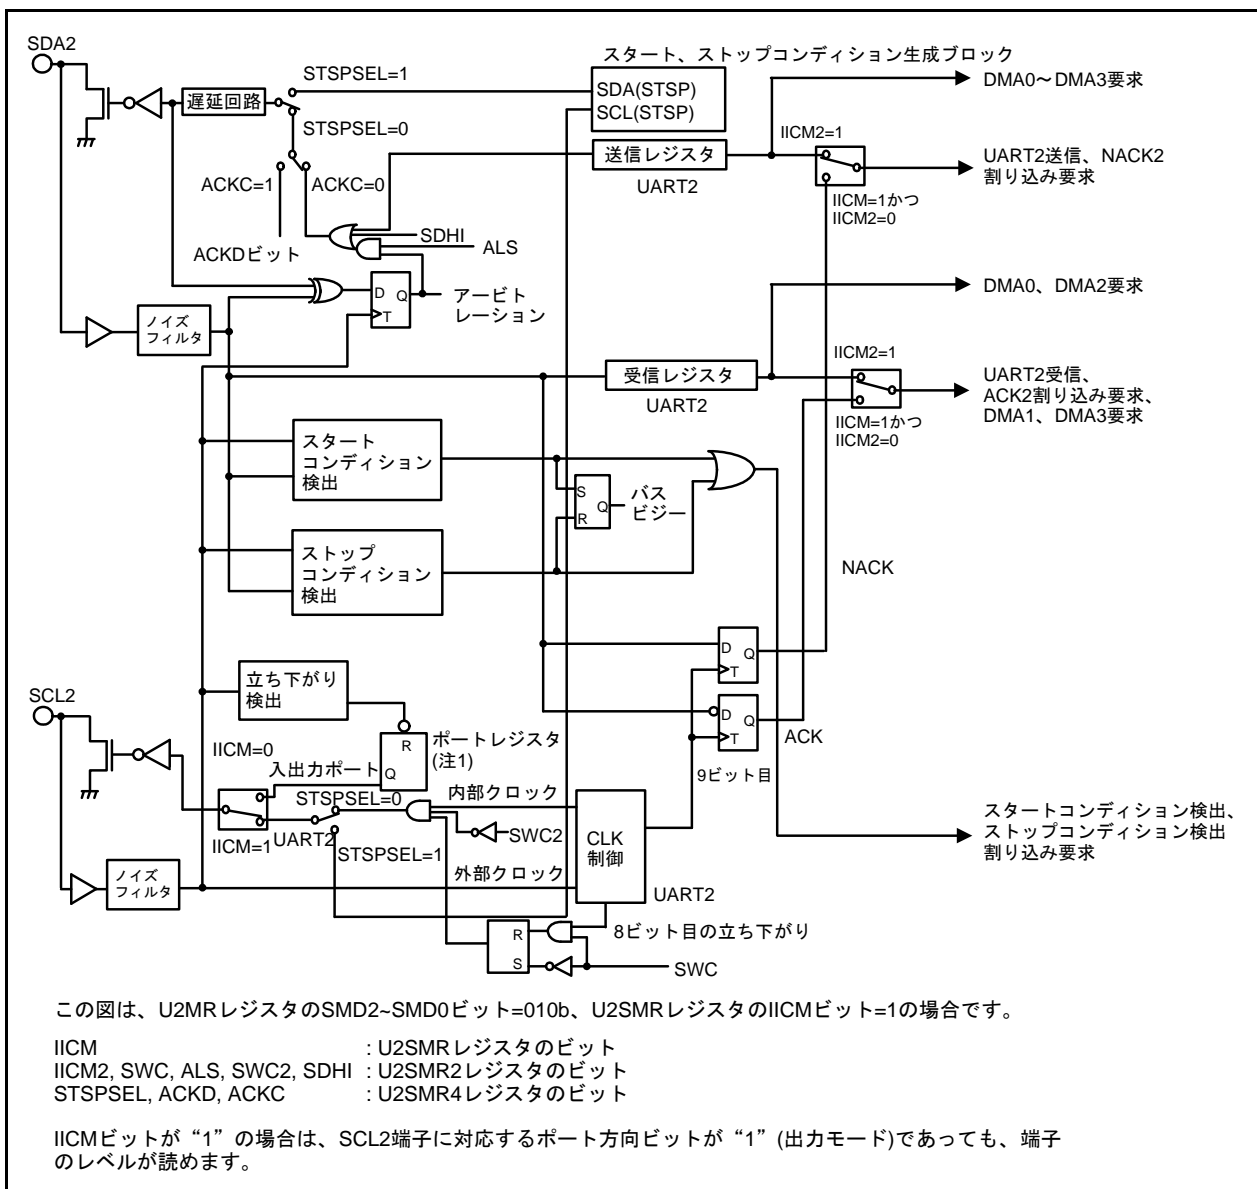 SDA2
スタート、ストップコンディション生成ブロック
STSPSEL=1
SDA(STSP)
SCL(STSP)
DMA0～DMA3要求
遅延回路
STSPSEL=0
IICM2=1
送信レジスタ
UART2
UART2送信、NACK2
割り込み要求
ACKC=1
ACKC=0
IICM=1かつ
IICM2=0
SDHI
ALS
ACKDビット
D
Q
T
アービト
レーション
DMA0、DMA2要求
ノイズ
フィルタ
IICM2=1
受信レジスタ
UART2
UART2受信、
ACK2割り込み要求、
DMA1、DMA3要求
IICM=1かつ
IICM2=0
スタート
コンディション
検出
S
R
Q
バス
ビジー
ストップ
コンディション
検出
NACK
D
Q
T
立ち下がり
検出
SCL2
D
Q
T
ACK
R
Q
ポートレジスタ
(注1)
IICM=0
入出力ポート
9ビット目
STSPSEL=0
内部クロック
IICM=1
UART2
STSPSEL=1
SWC2
CLK
制御
スタートコンディション検出、
ストップコンディション検出
割り込み要求
ノイズ
フィルタ
外部クロック
UART2
R
S
8ビット目の立ち下がり
SWC
この図は、U2MRレジスタのSMD2~SMD0ビット=010b、U2SMRレジスタのIICMビット=1の場合です。
IICM : U2SMRレジスタのビット
IICM2, SWC, ALS, SWC2, SDHI : U2SMR2レジスタのビット
STSPSEL, ACKD, ACKC : U2SMR4レジスタのビット
IICMビットが“1”の場合は、SCL2端子に対応するポート方向ビットが“1”(出力モード)であっても、端子
のレベルが読めます。